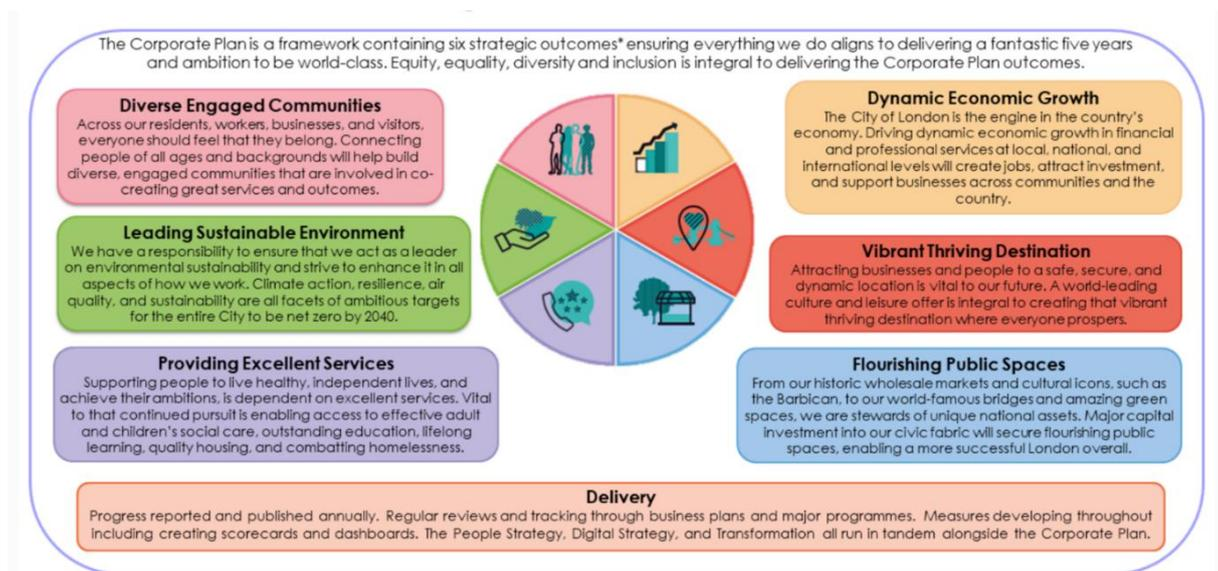 The Corporate Plan is a framework containing six strategic outcomes* ensuring everything we do aligns to delivering a fantastic five years
and ambition to be world-class. Equity, equality, diversity and inclusion is integral to delivering the Corporate Plan outcomes.
Diverse Engaged Communities
Across our residents, workers, businesses, and visitors,
everyone should feel that they belong. Connecting
people of all ages and backgrounds will help build
diverse, engaged communities that are involved in co-
creating great services and outcomes.
Leading Sustainable Environment
We have a responsibility to ensure that we act as a leader
on environmental sustainability and strive to enhance it in all
aspects of how we work. Climate action, resilience, air
quality, and sustainability are all facets of ambitious targets
for the entire City to be net zero by 2040.
Providing Excellent Services
Supporting people to live healthy, independent lives, and
achieve their ambitions, is dependent on excellent services. Vital
to that continued pursuit is enabling access to effective adult
and children's social care, outstanding education, lifelong
learning, quality housing, and combatting homelessness.
Dynamic Economic Growth
The City of London is the engine in the country's
economy. Driving dynamic economic growth in financial
and professional services at local, national, and
international levels will create jobs, attract investment,
and support businesses across communities and the
country.
Vibrant Thriving Destination
Attracting businesses and people to a safe, secure, and
dynamic location is vital to our future. A world-leading
culture and leisure offer is integral to creating that vibrant
thriving destination where everyone prospers.
Flourishing Public Spaces
From our historic wholesale markets and cultural icons, such as
the Barbican, to our world-famous bridges and amazing green
spaces, we are stewards of unique national assets. Major capital
investment into our civic fabric will secure flourishing public
spaces, enabling a more successful London overall.
Delivery
Progress reported and published annually. Regular reviews and tracking through business plans and major programmes. Measures developing throughout
including creating scorecards and dashboards. The People Strategy, Digital Strategy, and Transformation all run in tandem alongside the Corporate Plan.